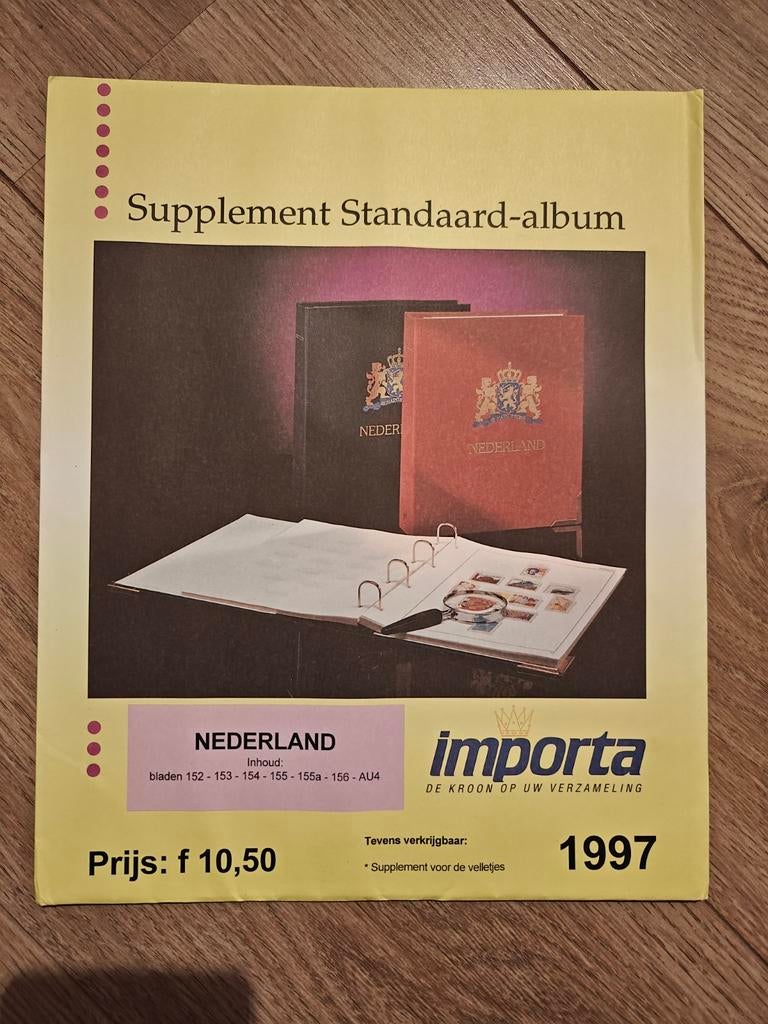 Supplement Standaard-album
NEDER
NEDERLAND
NEDERLAND
Inhoud:
bladen 152 - 153 - 154 - 155 - 155a - 156 - AU4
importa
DE KROON OP UW VERZAMELING
Prijs: f 10,50
Tevens verkrijgbaar:
* Supplement voor de velletjes
1997